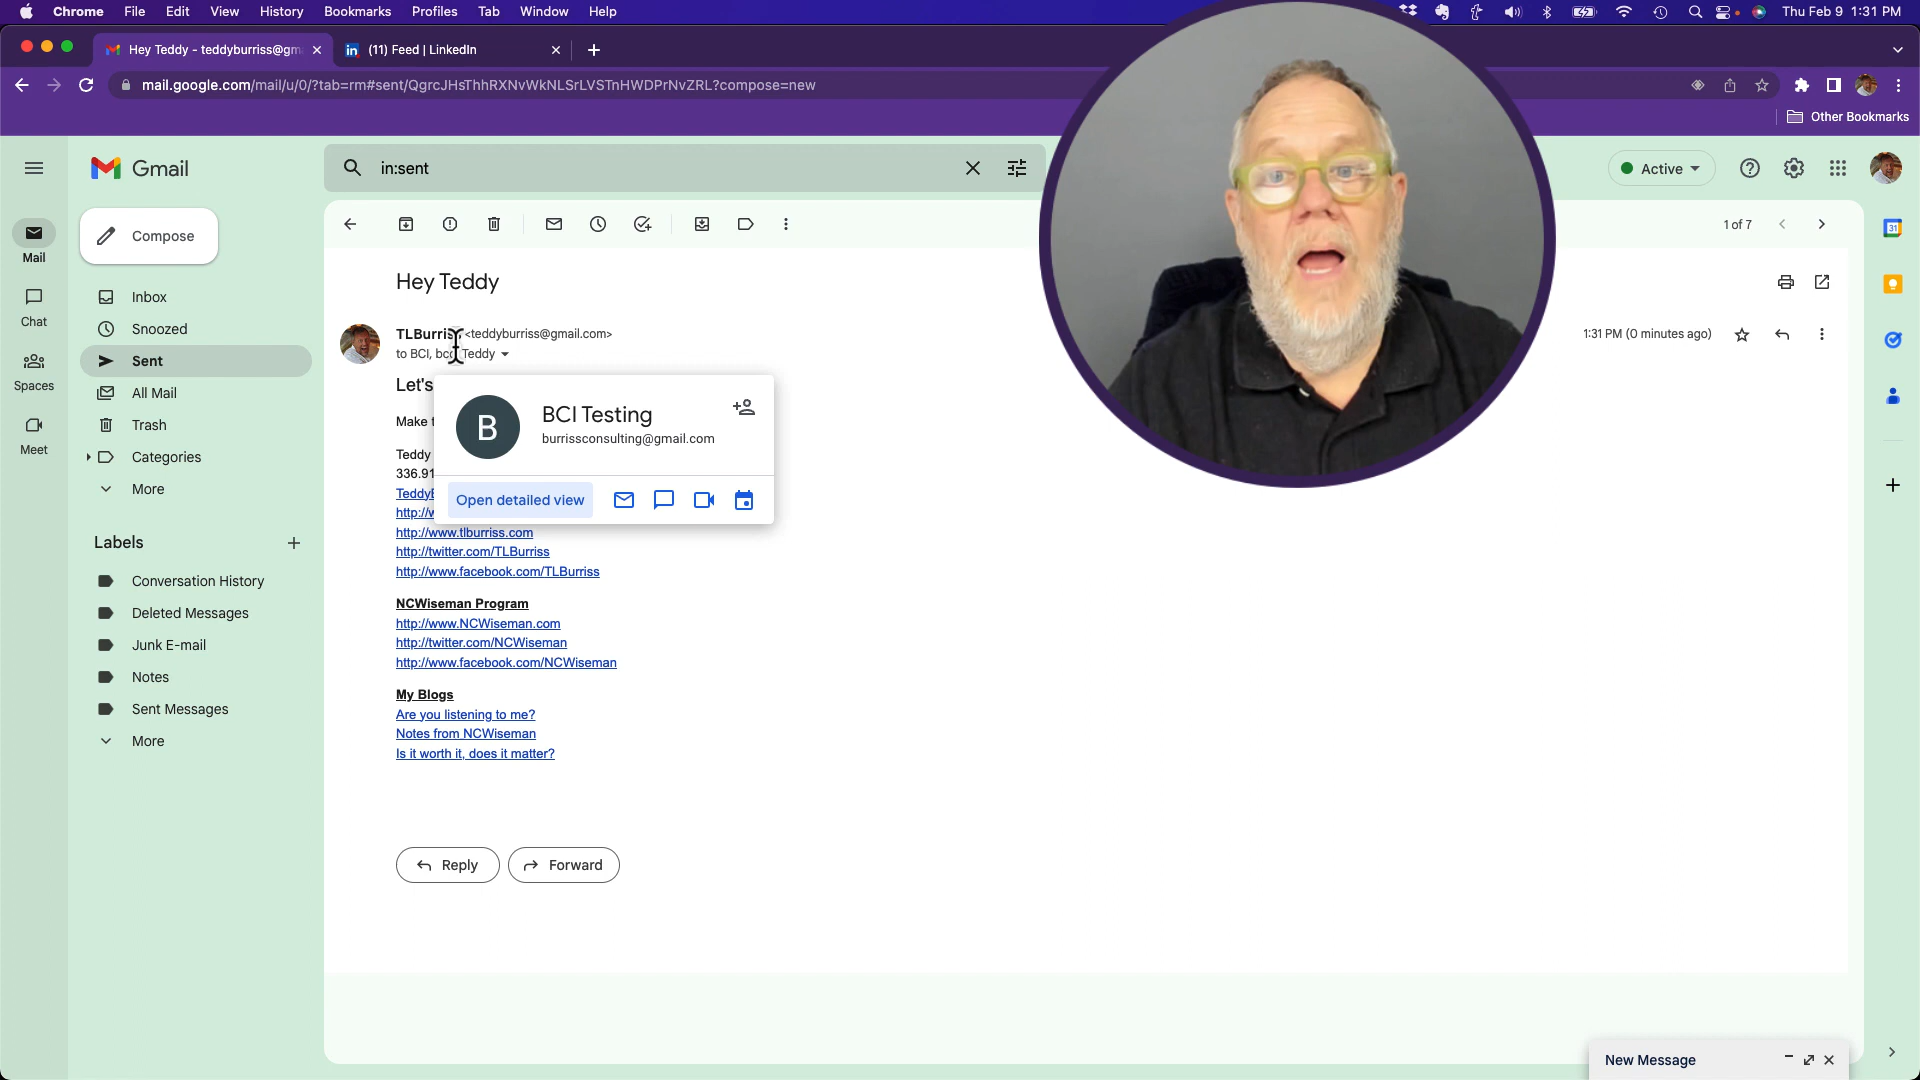 Chrome File Edit View History Bookmarks Profiles Tab Window Help
Thu Feb 9 1:31 PM
Hey Teddy - teddyburriss@gm
(11) Feed | LinkedIn
mail.google.com/mail/u/0/?tab=rm#sent/QgrcJHsThhRXNvWkNLSrLVSTnHWDPrNvZRL?compose=new
Other Bookmarks
Gmail
in:sent
Active
Compose
1 of 7
Mail
Chat
Spaces
Meet
Inbox
Snoozed
Sent
All Mail
Trash
Categories
More
Labels
Conversation History
Deleted Messages
Junk E-mail
Notes
Sent Messages
More
Hey Teddy
TLBurriss <teddyburriss@gmail.com>
1:31 PM (0 minutes ago)
to BCI, bcc: Teddy
Let's
Make
B
BCI Testing
burrissconsulting@gmail.com
Open detailed view
Teddy
336.91
http://www.tlburriss.com
http://twitter.com/TLBurriss
http://www.facebook.com/TLBurriss
NCWiseman Program
http://www.NCWiseman.com
http://twitter.com/NCWiseman
http://www.facebook.com/NCWiseman
My Blogs
Are you listening to me?
Notes from NCWiseman
Is it worth it, does it matter?
Reply
Forward
31
New Message